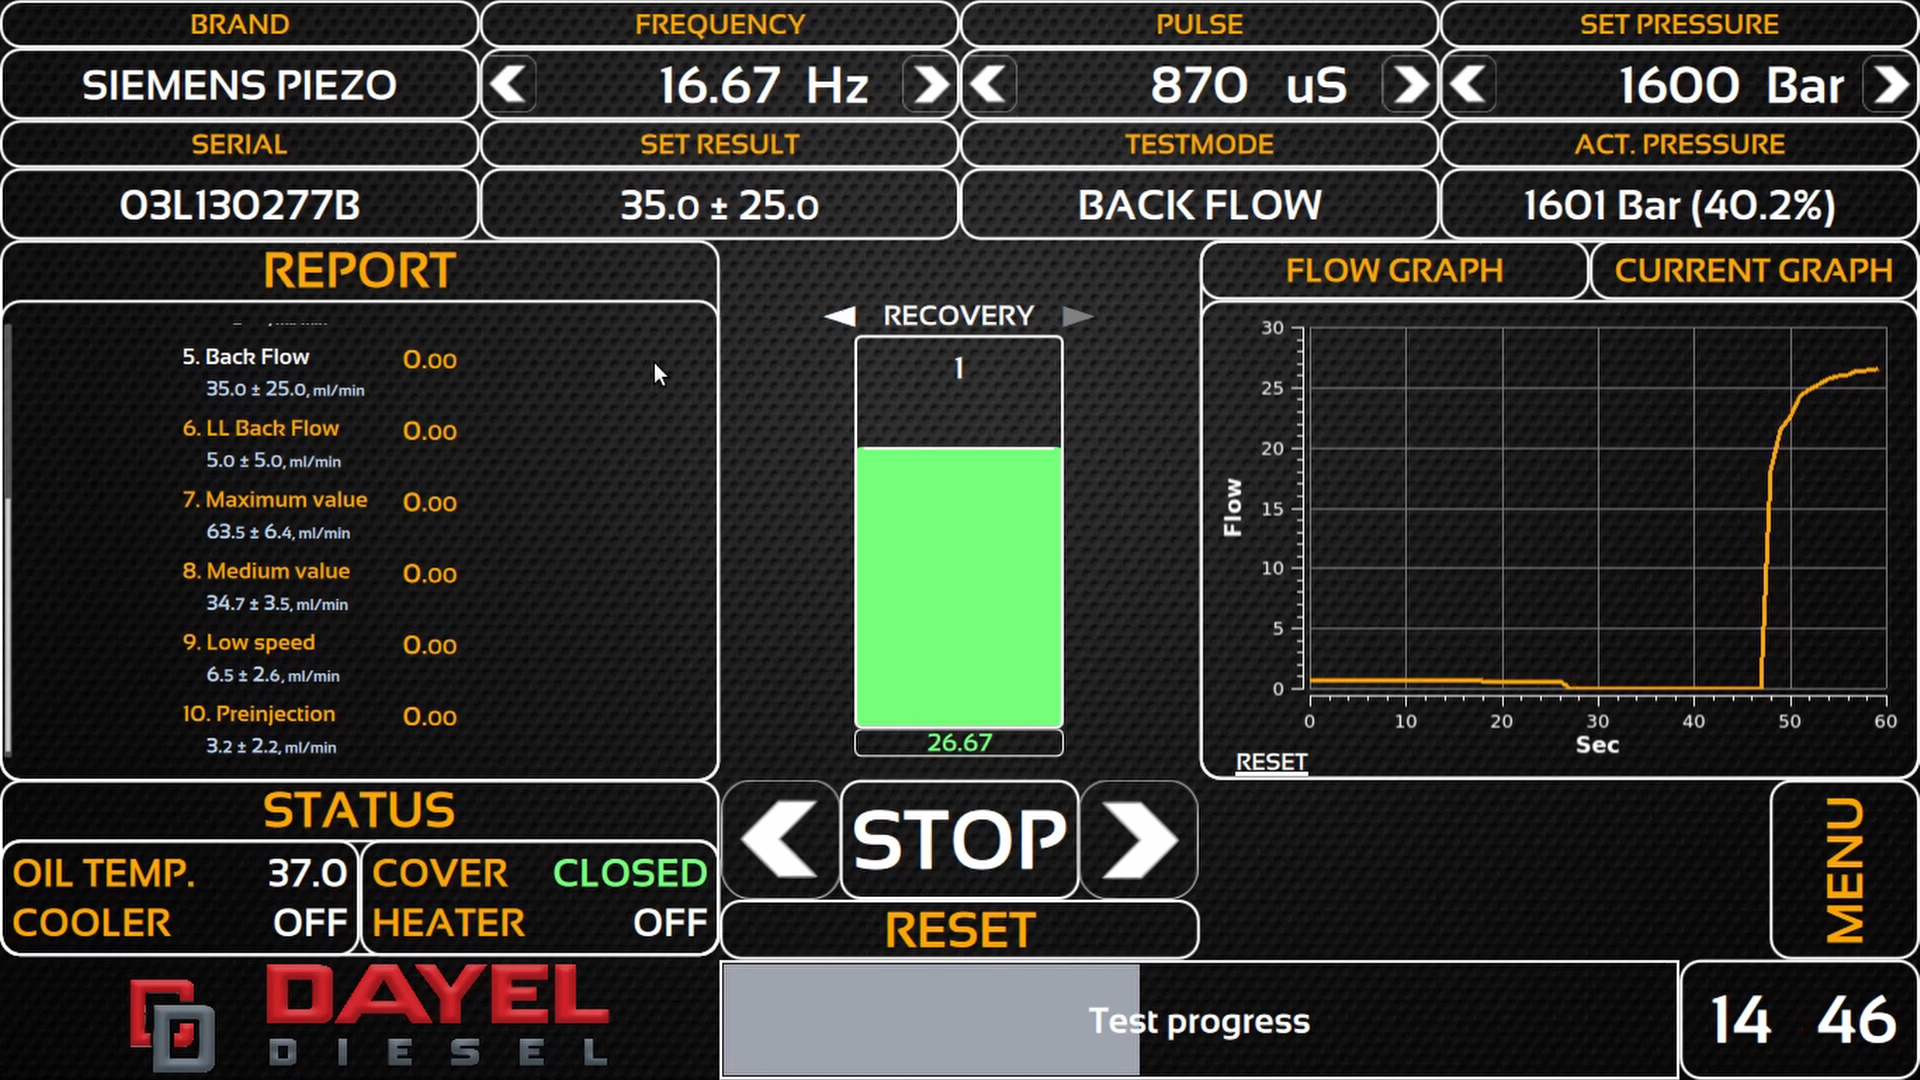 BRAND
FREQUENCY
PULSE
SET PRESSURE
SIEMENS PIEZO
16.67 Hz
870 uS
1600 Bar
SERIAL
SET RESULT
TESTMODE
ACT. PRESSURE
03L130277B
35.0 ± 25.0
BACK FLOW
1601 Bar (40.2%)
REPORT
5. Back Flow 0.00
35.0 ± 25.0, ml/min
6. LL Back Flow 0.00
5.0 ± 5.0, ml/min
7. Maximum value 0.00
63.5 ± 6.4, ml/min
8. Medium value 0.00
34.7 ± 3.5, ml/min
9. Low speed 0.00
6.5 ± 2.6, ml/min
10. Preinjection 0.00
3.2 ± 2.2, ml/min
RECOVERY
1
26.67
FLOW GRAPH
CURRENT GRAPH
30
25
20
15
10
5
0
Flow
0 10 20 30 40 50 60
Sec
RESET
STATUS
OIL TEMP. 37.0
COOLER OFF
COVER CLOSED
HEATER OFF
STOP
RESET
MENU
DAYEL
DIESEL
Test progress
14 46